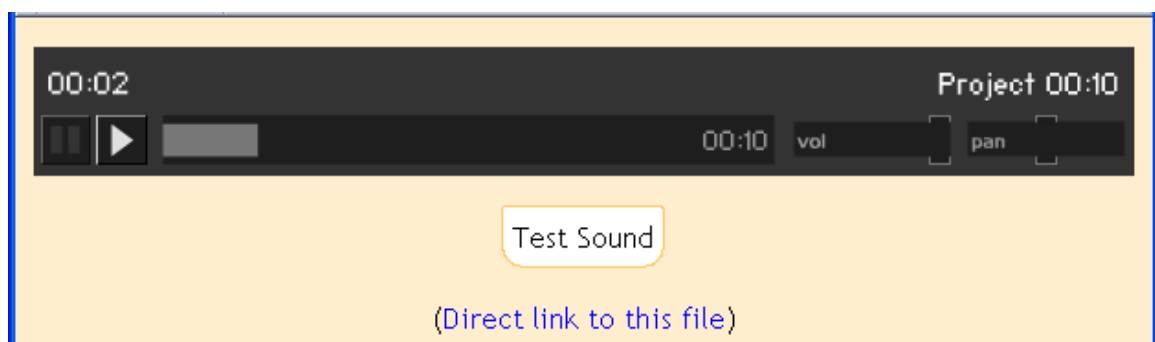 00:02 Project 00:10
00:10 vol pan
Test Sound
(Direct link to this file)